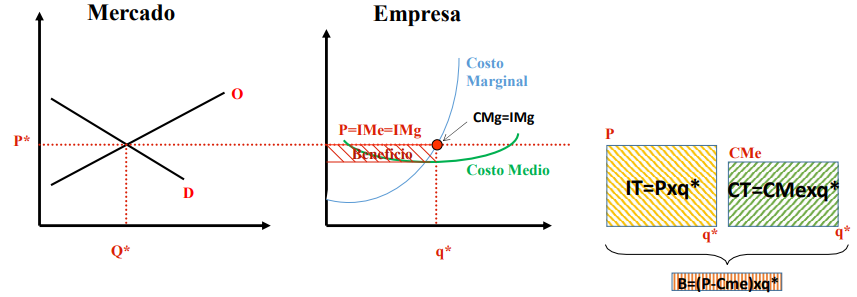 Mercado
O
P*
D
Q*
Empresa
Costo
Marginal
P=IMe=IMg
CMg=IMg
Beneficio
Costo Medio
q*
P
IT=Pxq*
q*
CMe
CT=CMexq*
q*
B=(P-Cme)xq*